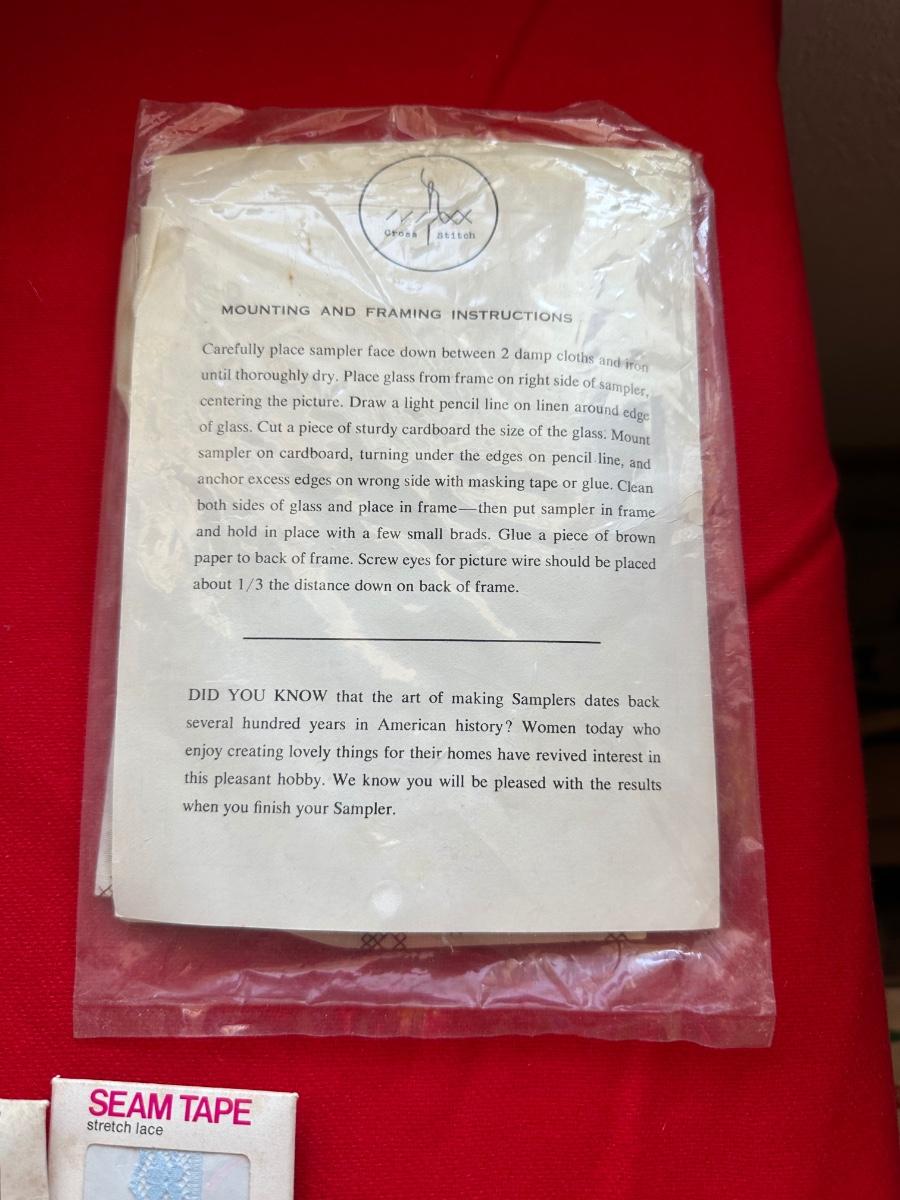 Cross Stitch
MOUNTING AND FRAMING INSTRUCTIONS
Carefully place sampler face down between 2 damp cloths and iron
until thoroughly dry. Place glass from frame on right side of sampler,
centering the picture. Draw a light pencil line on linen around edge
of glass. Cut a piece of sturdy cardboard the size of the glass. Mount
sampler on cardboard, turning under the edges on pencil line, and
anchor excess edges on wrong side with masking tape or glue. Clean
both sides of glass and place in frame—then put sampler in frame
and hold in place with a few small brads. Glue a piece of brown
paper to back of frame. Screw eyes for picture wire should be placed
about 1/3 the distance down on back of frame.
DID YOU KNOW that the art of making Samplers dates back
several hundred years in American history? Women today who
enjoy creating lovely things for their homes have revived interest in
this pleasant hobby. We know you will be pleased with the results
when you finish your Sampler.
SEAM TAPE
stretch lace